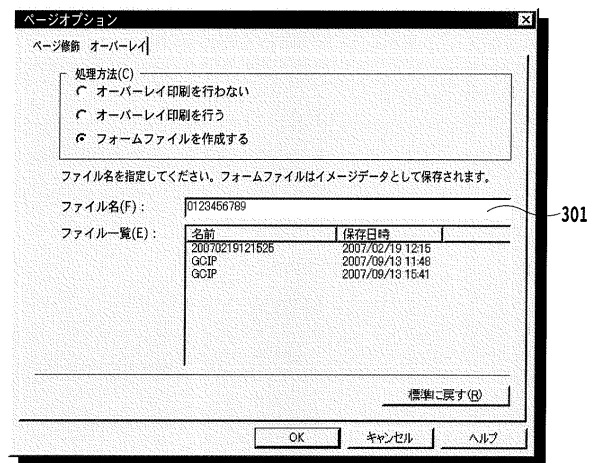 ページオプション
ページ修飾 オーバーレイ
処理方法(C)
オーバーレイ印刷を行わない
オーバーレイ印刷を行う
フォームファイルを作成する
ファイル名を指定してください。フォームファイルはイメージデータとして保存されます。
ファイル名(F): 0123456789
301
ファイル一覧(E): 名前 保存日時
20070219121525 2007/02/19 12:15
GCIP 2007/09/13 11:48
GCIP 2007/09/13 15:41
標準に戻す(R)
OK キャンセル ヘルプ